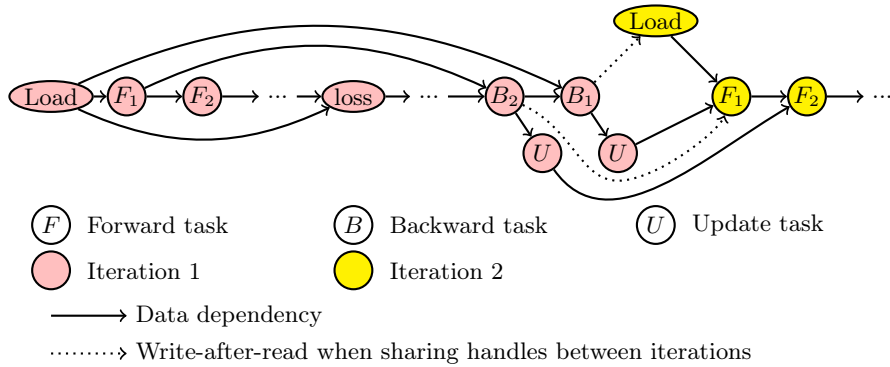 Load
Load F₁ F₂ ... loss ... B₂ B₁ F₁ F₂ ...
U U
F Forward task B Backward task U Update task
Iteration 1 Iteration 2
Data dependency
Write-after-read when sharing handles between iterations